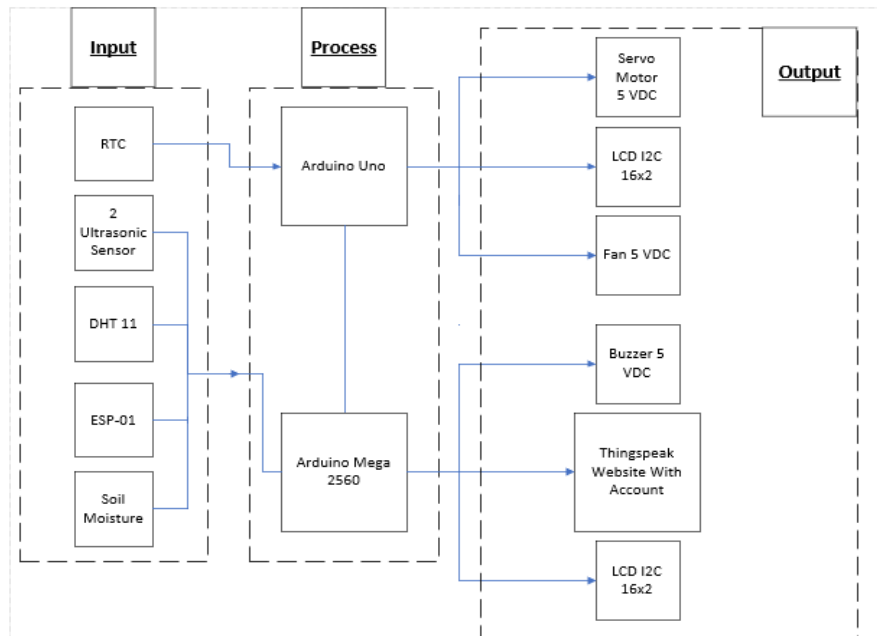 Input
Process
Output
RTC
2
Ultrasonic
Sensor
DHT 11
ESP-01
Soil
Moisture
Arduino Uno
Arduino Mega
2560
Servo
Motor
5 VDC
LCD I2C
16x2
Fan 5 VDC
Buzzer 5
VDC
Thingspeak
Website With
Account
LCD I2C
16x2